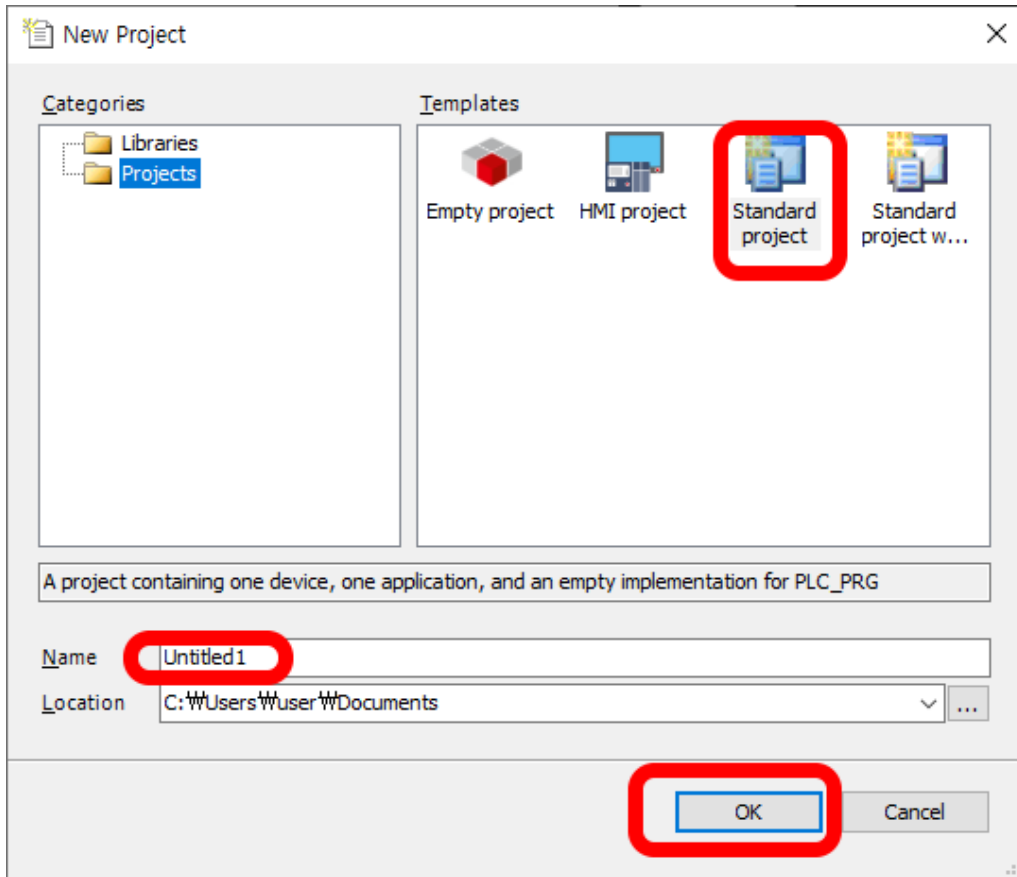 New Project
Categories
Templates
Libraries
Projects
Empty project
HMI project
Standard
project
Standard
project w...
A project containing one device, one application, and an empty implementation for PLC_PRG
Name
Untitled1
Location
C:₩Users₩user₩Documents
...
OK
Cancel